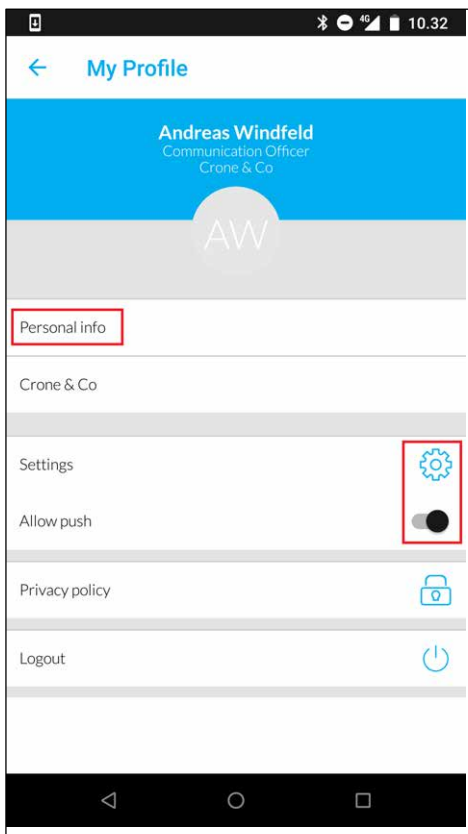 4G 10.32
My Profile
Andreas Windfeld
Communication Officer
Crone & Co
AW
Personal info
Crone & Co
Settings
Allow push
Privacy policy
Logout